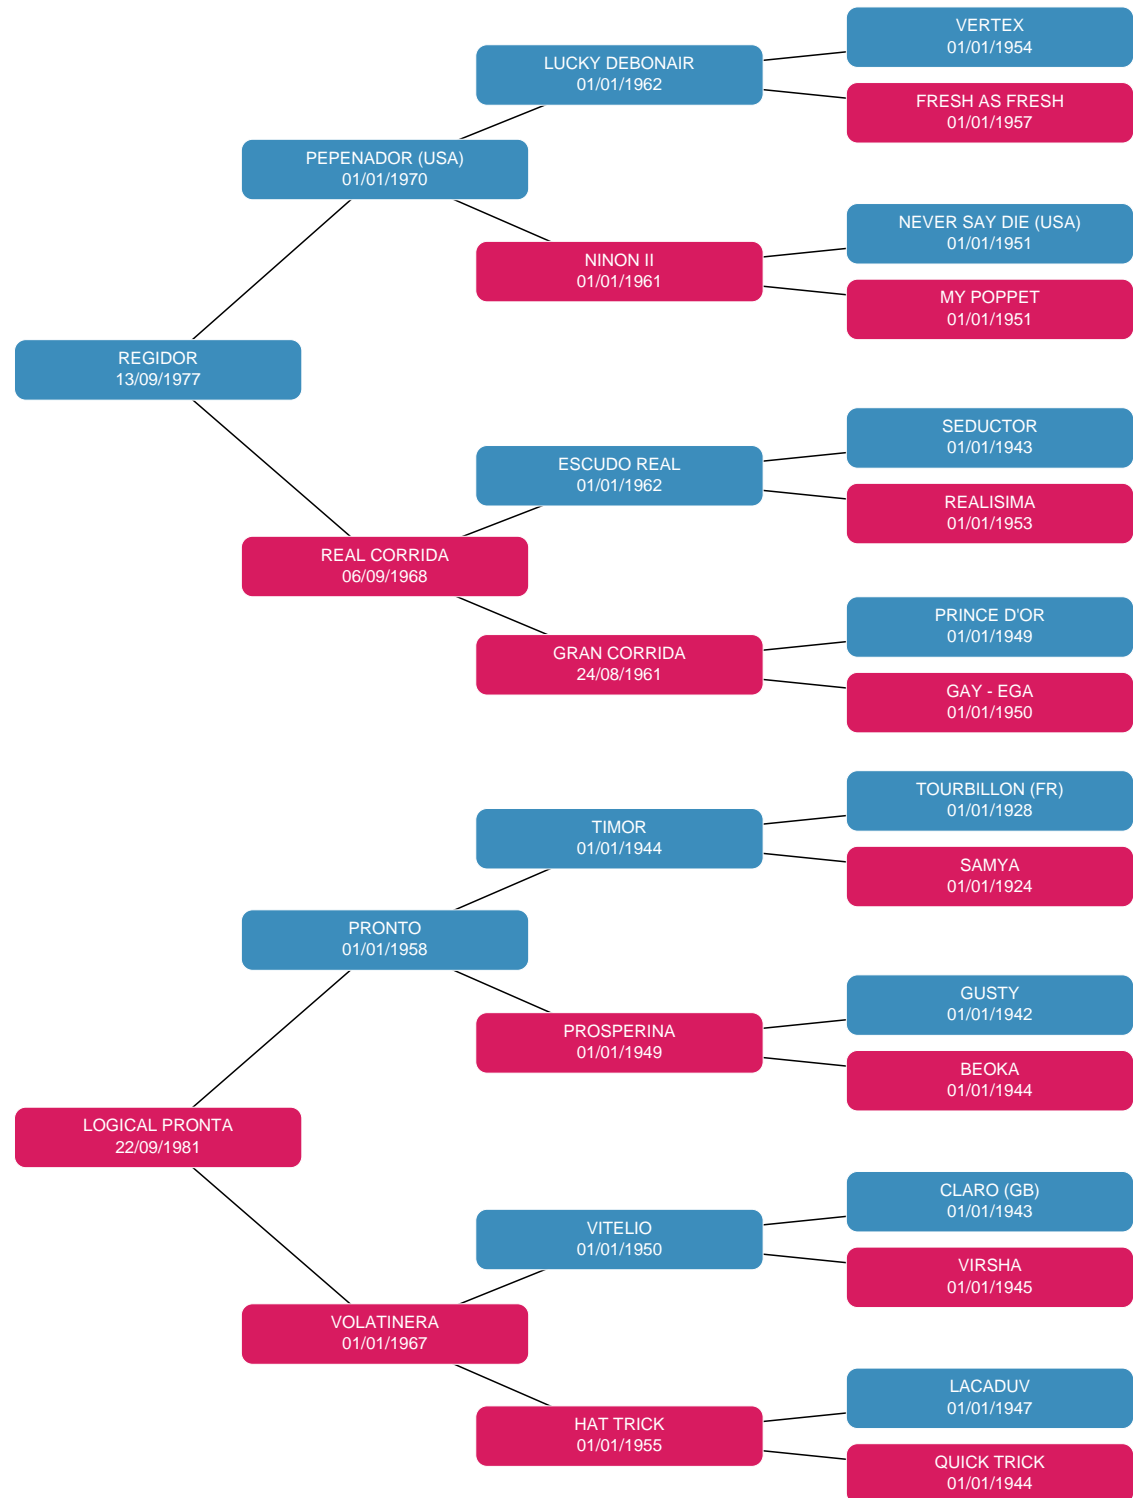 VERTEX
01/01/1954
LUCKY DEBONAIR
01/01/1962
FRESH AS FRESH
01/01/1957
PEPENADOR (USA)
01/01/1970
NEVER SAY DIE (USA)
01/01/1951
NINON II
01/01/1961
MY POPPET
01/01/1951
REGIDOR
13/09/1977
SEDUCTOR
01/01/1943
ESCUDO REAL
01/01/1962
REALISIMA
01/01/1953
REAL CORRIDA
06/09/1968
PRINCE D'OR
01/01/1949
GRAN CORRIDA
24/08/1961
GAY - EGA
01/01/1950
TOURBILLON (FR)
01/01/1928
TIMOR
01/01/1944
SAMYA
01/01/1924
PRONTO
01/01/1958
GUSTY
01/01/1942
PROSPERINA
01/01/1949
BEOKA
01/01/1944
LOGICAL PRONTA
22/09/1981
CLARO (GB)
01/01/1943
VITELIO
01/01/1950
VIRSHA
01/01/1945
VOLATINERA
01/01/1967
LACADUV
01/01/1947
HAT TRICK
01/01/1955
QUICK TRICK
01/01/1944